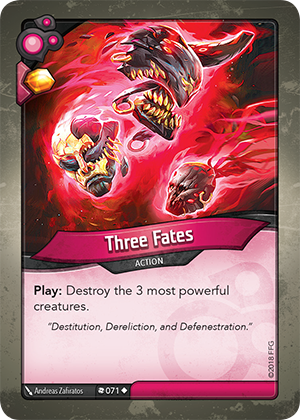 Three Fates
ACTION
Play: Destroy the 3 most powerful
creatures.
"Destitution, Dereliction, and Defenestration."
Andreas Zafiratos
071
©2018 FFG